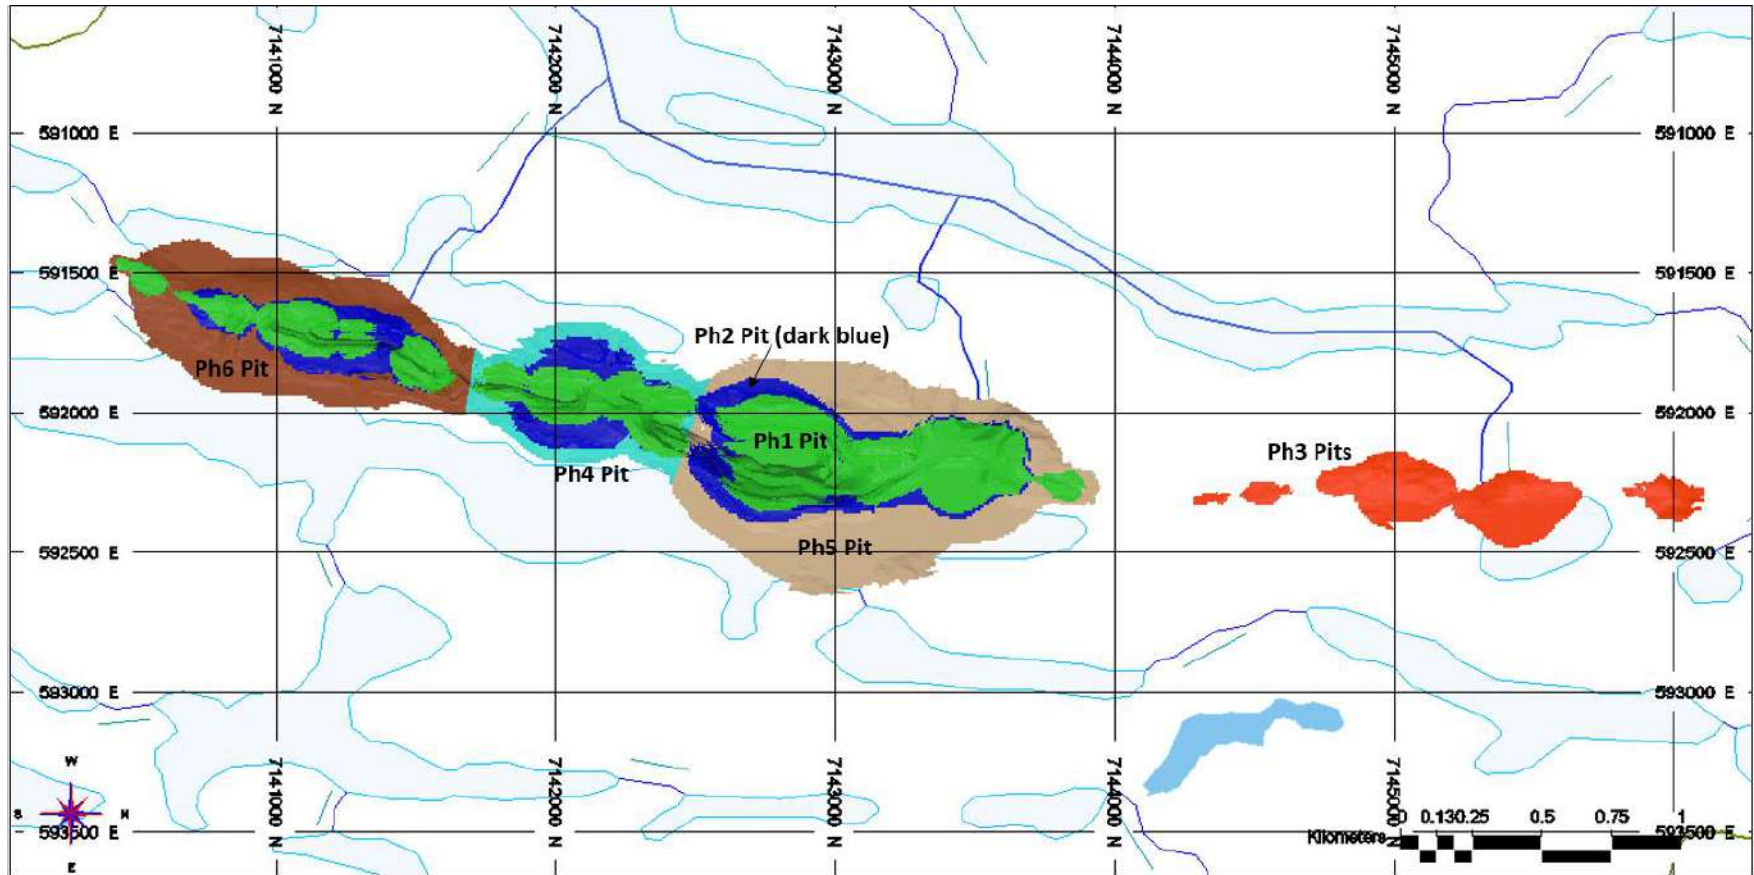 7141000 N
7142000 N
7143000 N
7144000 N
7145000 N
591000 E
591000 E
591500 E
591500 E
Ph2 Pit (dark blue)
Ph6 Pit
592000 E
592000 E
Ph1 Pit
Ph3 Pits
Ph4 Pit
Ph5 Pit
592500 E
592500 E
593000 E
593000 E
W
S
N
E
7141000 N
7142000 N
7143000 N
7144000 N
7145000 N
0 0.130.25 0.5 0.75 1
Kilometers
593500 E
593500 E